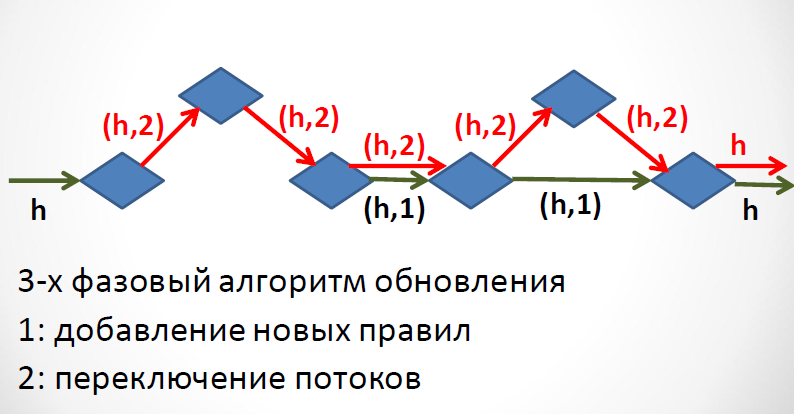 (h,2)
(h,2)
(h,2)
(h,2)
(h,2)
h
h
(h,1)
(h,1)
h
3-х фазовый алгоритм обновления
1: добавление новых правил
2: переключение потоков